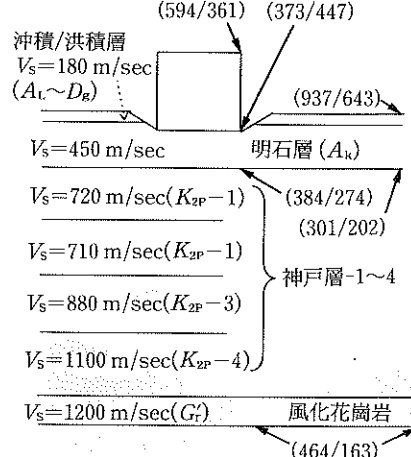 (594/361) (373/447)
沖積/洪積層
Vs=180 m/sec
(AL～Dg)
(937/643)
Vs=450 m/sec 明石層(Ak)
Vs=720 m/sec(K2P-1)
(384/274)
(301/202)
Vs=710 m/sec(K2P-1)
神戸層-1～4
Vs=880 m/sec(K2P-3)
Vs=1100 m/sec(K2P-4)
Vs=1200 m/sec(G'r) 風化花崗岩
(464/163)